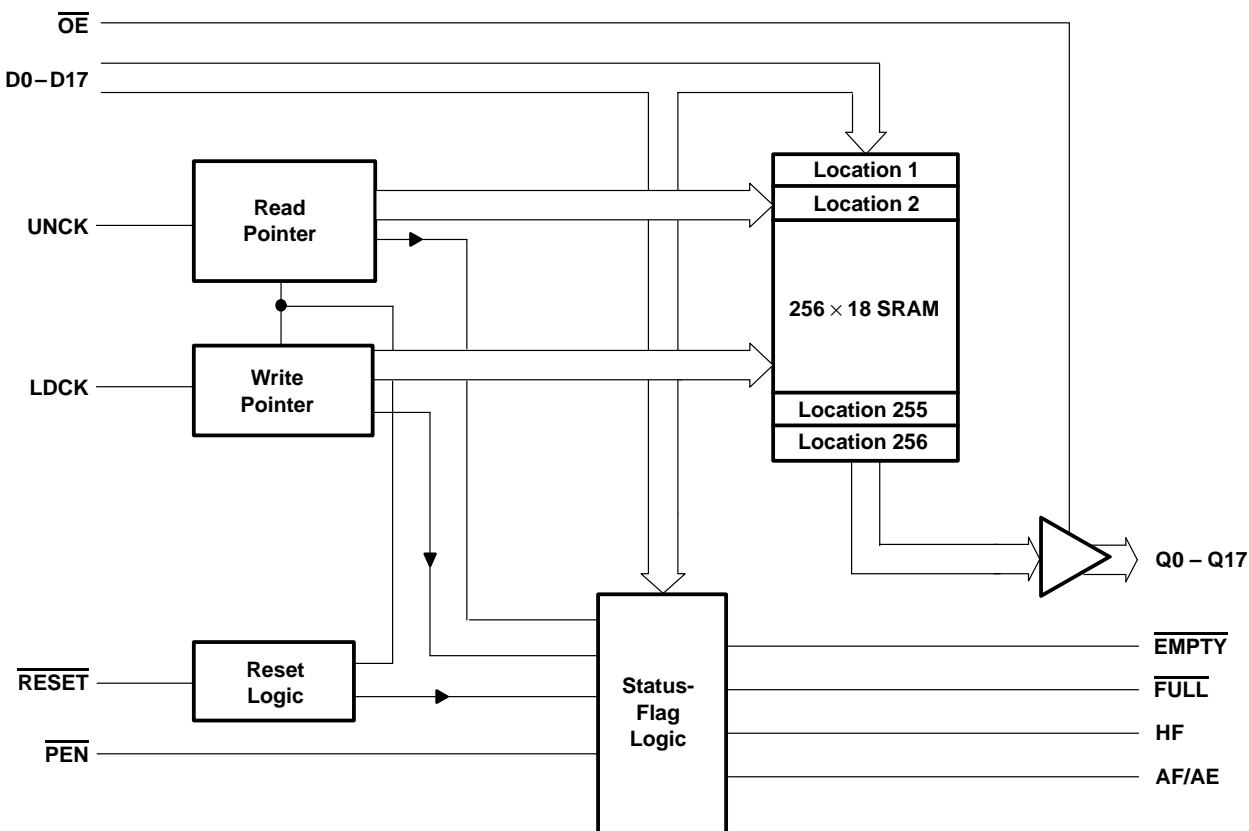 OE
D0–D17
Location 1
Location 2
Read
Pointer
UNCK
256 × 18 SRAM
Write
Pointer
LDCK
Location 255
Location 256
Q0 – Q17
EMPTY
RESET
Reset
Logic
Status-
Flag
Logic
FULL
HF
PEN
AF/AE